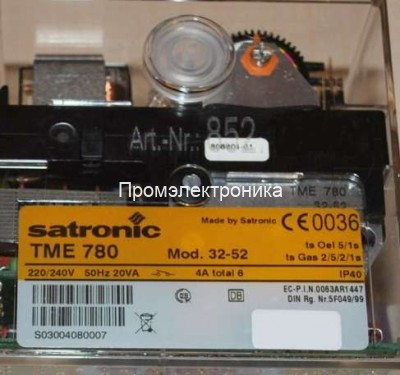 Art.-Nr.: 852
Промэлектроника
TME 780
32-52
satronic
Made by Satronic
CE 0036
TME 780
Mod. 32-52
ts Oel 5/1s
ts Gas 2/5/2/1s
220/240V 50Hz 20VA
4A total 6
IP40
EC-P.I.N.0063AR1447
DIN Rg. Nr.5F049/99
S03004080007